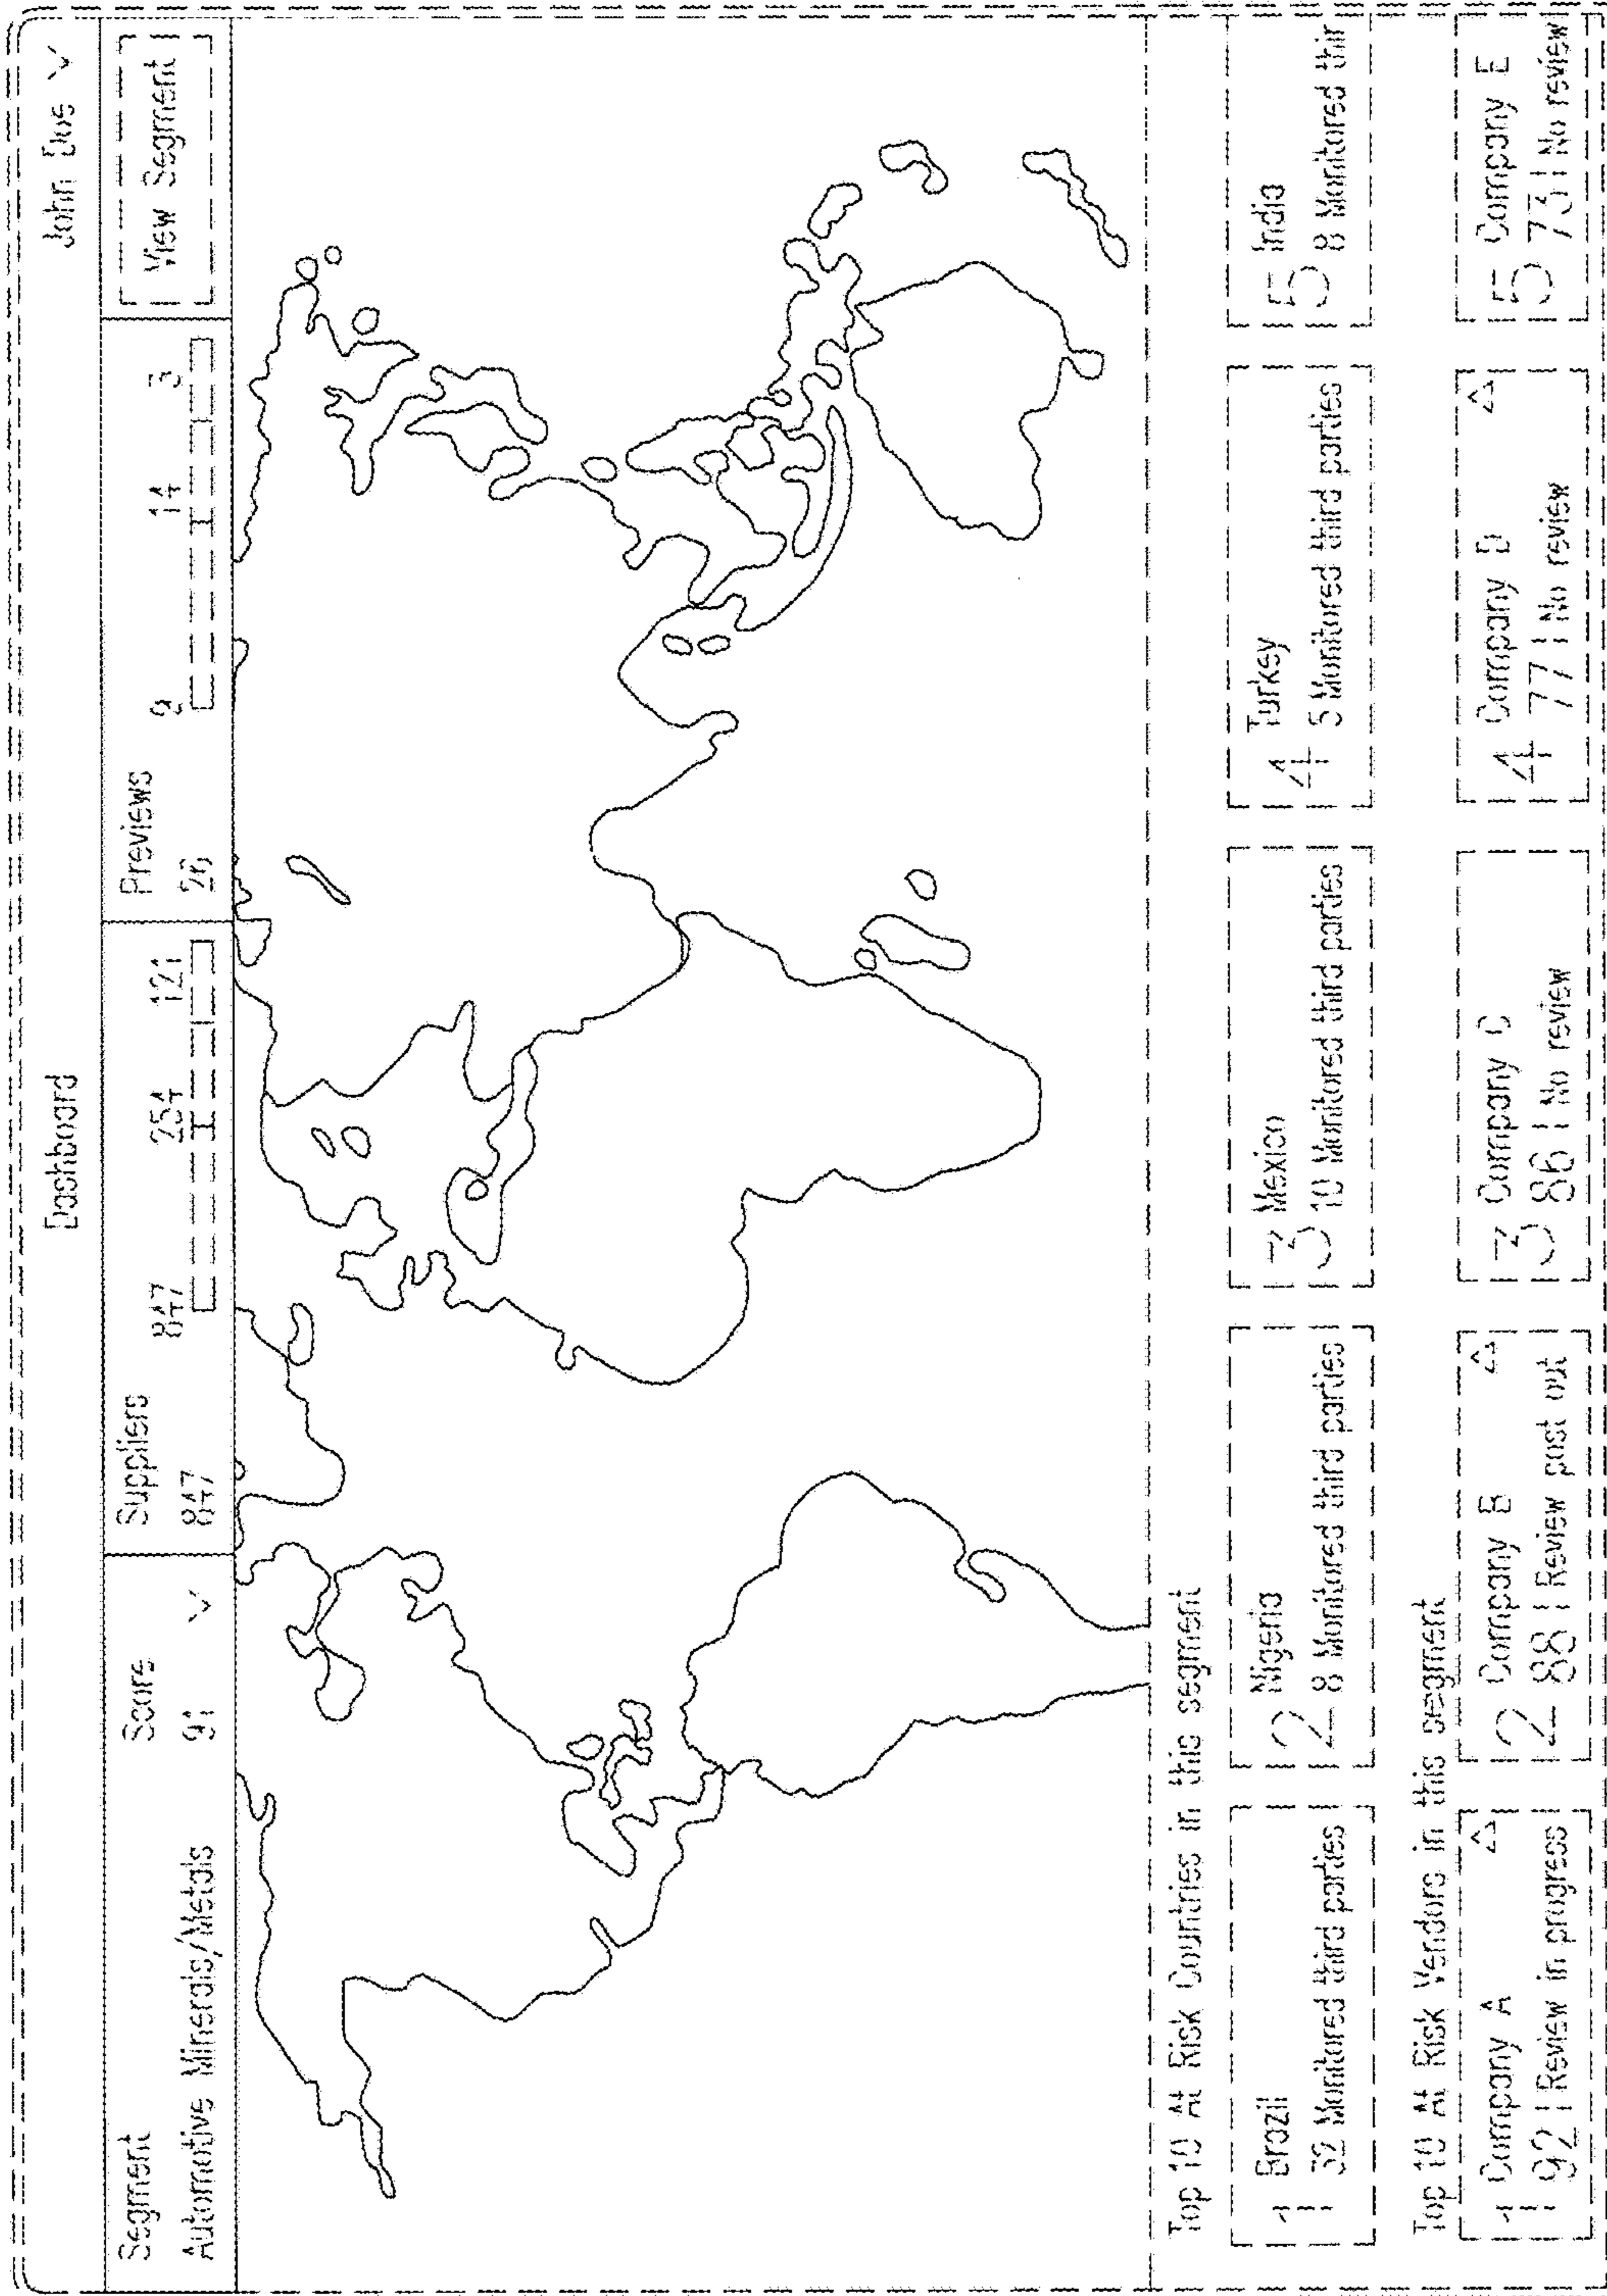 Dashboard
John Doe
Segment Score Suppliers Previews View Segment
847 254 121
9 14 3
Automotive Minerals/Metals 91 847 26
Top 10 At Risk Countries in this segment
1 Brazil
32 Monitored third parties
2 Nigeria
8 Monitored third parties
3 Mexico
10 Monitored third parties
4 Turkey
5 Monitored third parties
5 India
8 Monitored thir
Top 10 At Risk Vendors in this segment
1 Company A
92 | Review in progress
2 Company B
88 | Review post out
3 Company C
86 | No review
4 Company D
77 | No review
5 Company E
73 | No review